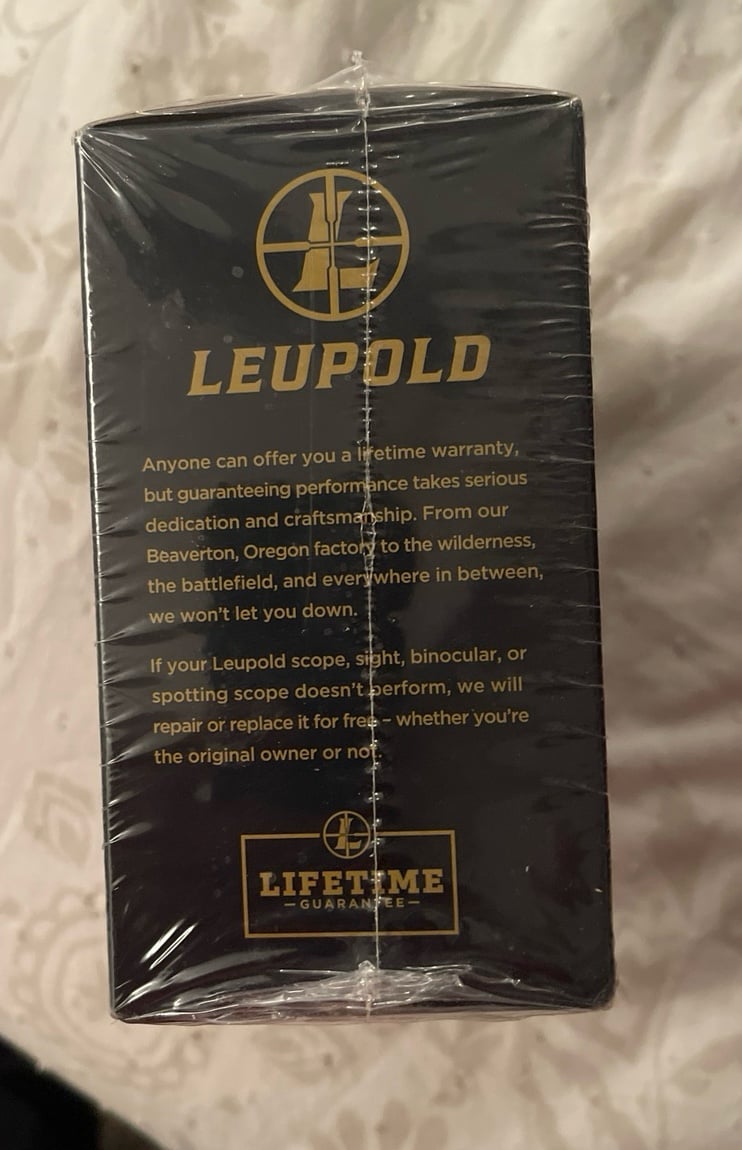 L
LEUPOLD
Anyone can offer you a lifetime warranty,
but guaranteeing performance takes serious
dedication and craftsmanship. From our
Beaverton, Oregon factory to the wilderness,
the battlefield, and everywhere in between,
we won't let you down.
If your Leupold scope, sight, binocular, or
spotting scope doesn't perform, we will
repair or replace it for free – whether you're
the original owner or not.
L
LIFETIME
GUARANTEE